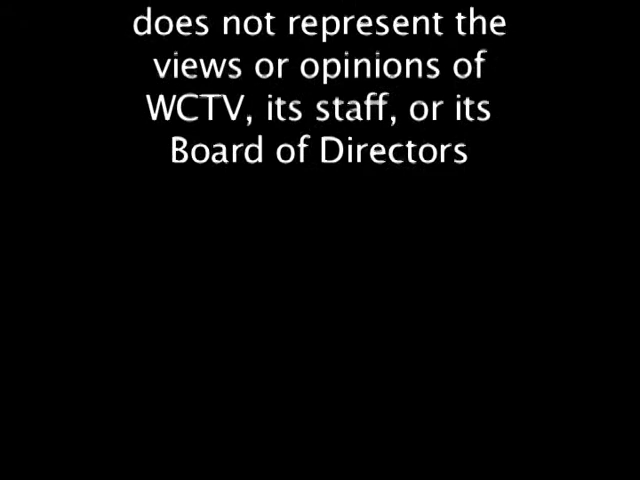 does not represent the
views or opinions of
WCTV, its staff, or its
Board of Directors